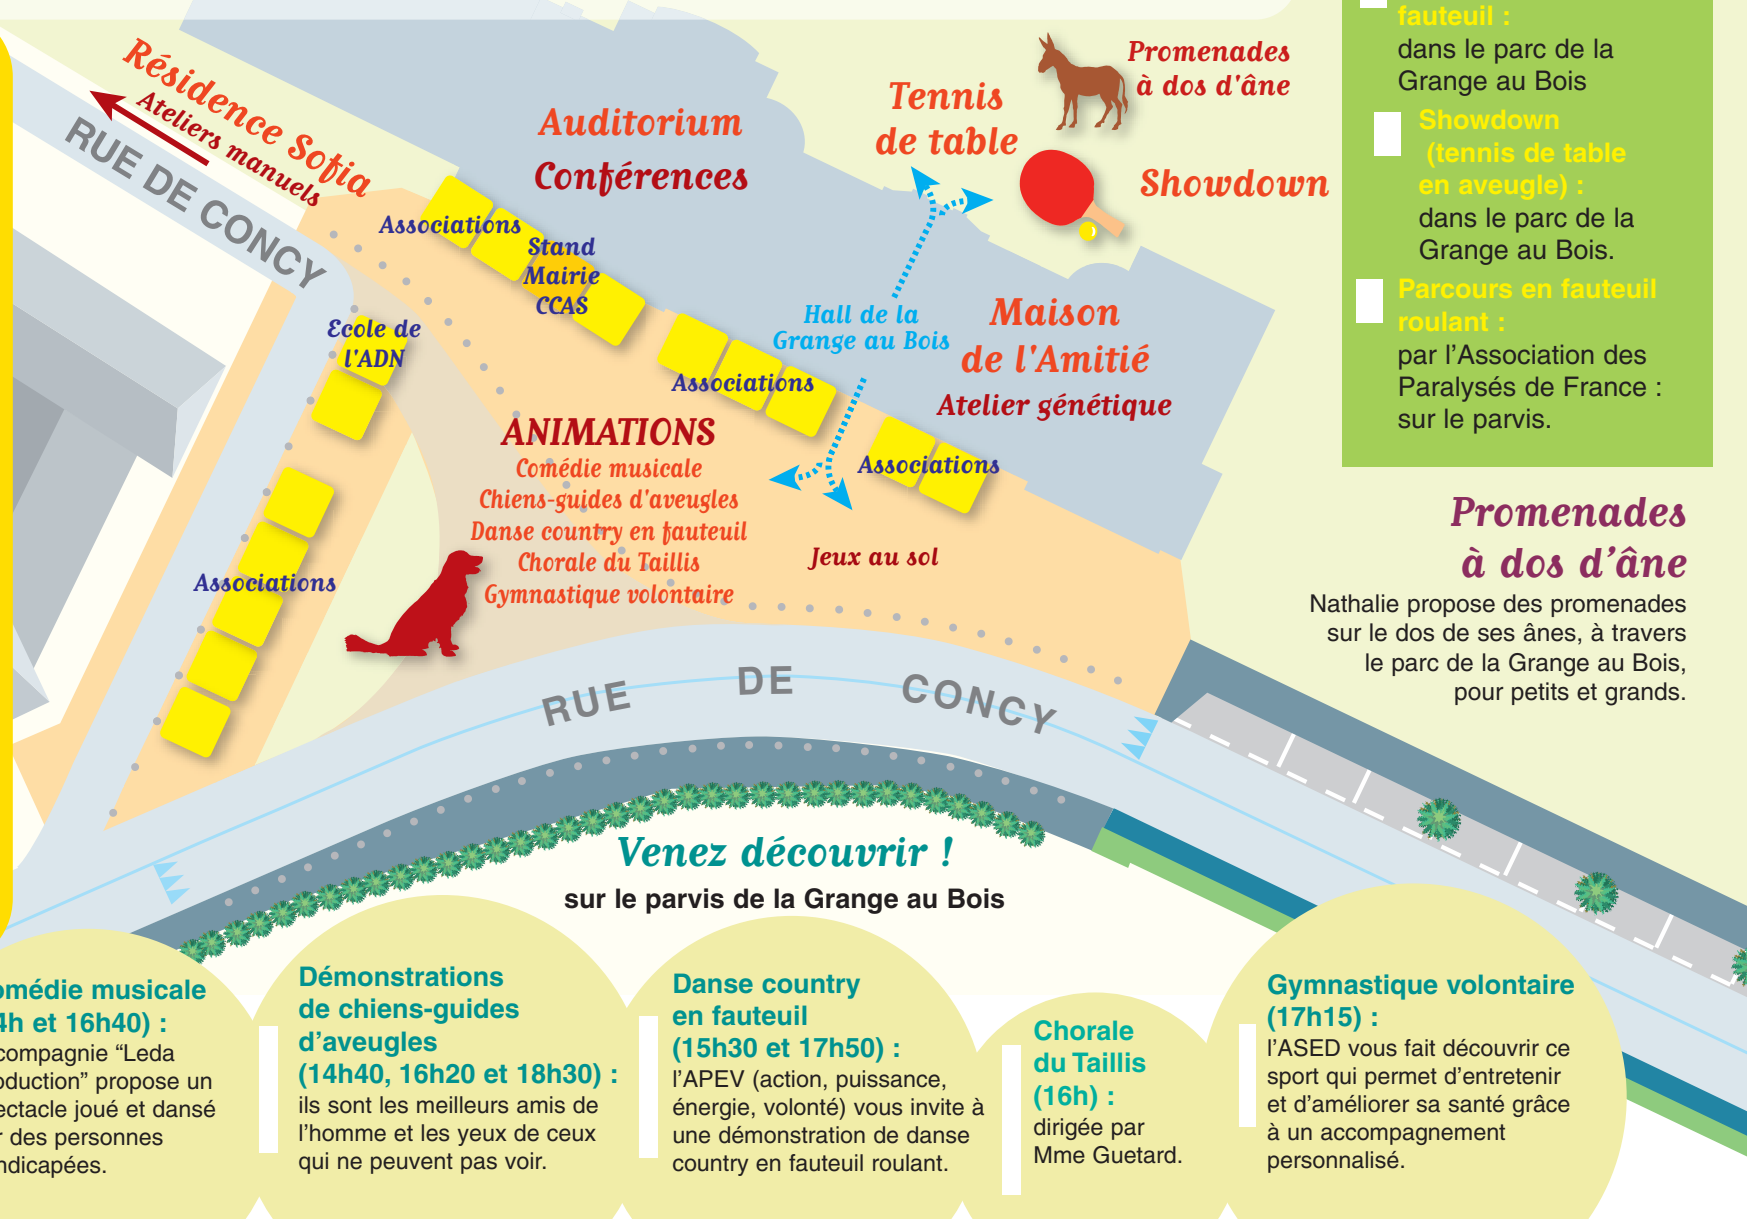 fauteuil :
dans le parc de la
Grange au Bois
Showdown
(tennis de table
en aveugle) :
dans le parc de la
Grange au Bois.
Parcours en fauteuil
roulant :
par l’Association des
Paralysés de France :
sur le parvis.
Promenades
à dos d’âne
Nathalie propose des promenades
sur le dos de ses ânes, à travers
le parc de la Grange au Bois,
pour petits et grands.
Résidence Sofia
Ateliers manuels
RUE DE CONCY
Auditorium
Conférences
Tennis
de table
Promenades
à dos d'âne
Showdown
Associations
Stand
Mairie
CCAS
Ecole de
l'ADN
Hall de la
Grange au Bois
Maison
de l'Amitié
Atelier génétique
Associations
Associations
ANIMATIONS
Comédie musicale
Chiens-guides d'aveugles
Danse country en fauteuil
Chorale du Taillis
Gymnastique volontaire
Jeux au sol
Associations
RUE DE CONCY
Venez découvrir !
sur le parvis de la Grange au Bois
omédie musicale
4h et 16h40) :
compagnie “Leda
oduction” propose un
ectacle joué et dansé
r des personnes
ndicapées.
Démonstrations
de chiens-guides
d’aveugles
(14h40, 16h20 et 18h30) :
ils sont les meilleurs amis de
l’homme et les yeux de ceux
qui ne peuvent pas voir.
Danse country
en fauteuil
(15h30 et 17h50) :
l’APEV (action, puissance,
énergie, volonté) vous invite à
une démonstration de danse
country en fauteuil roulant.
Chorale
du Taillis
(16h) :
dirigée par
Mme Guetard.
Gymnastique volontaire
(17h15) :
l’ASED vous fait découvrir ce
sport qui permet d’entretenir
et d’améliorer sa santé grâce
à un accompagnement
personnalisé.